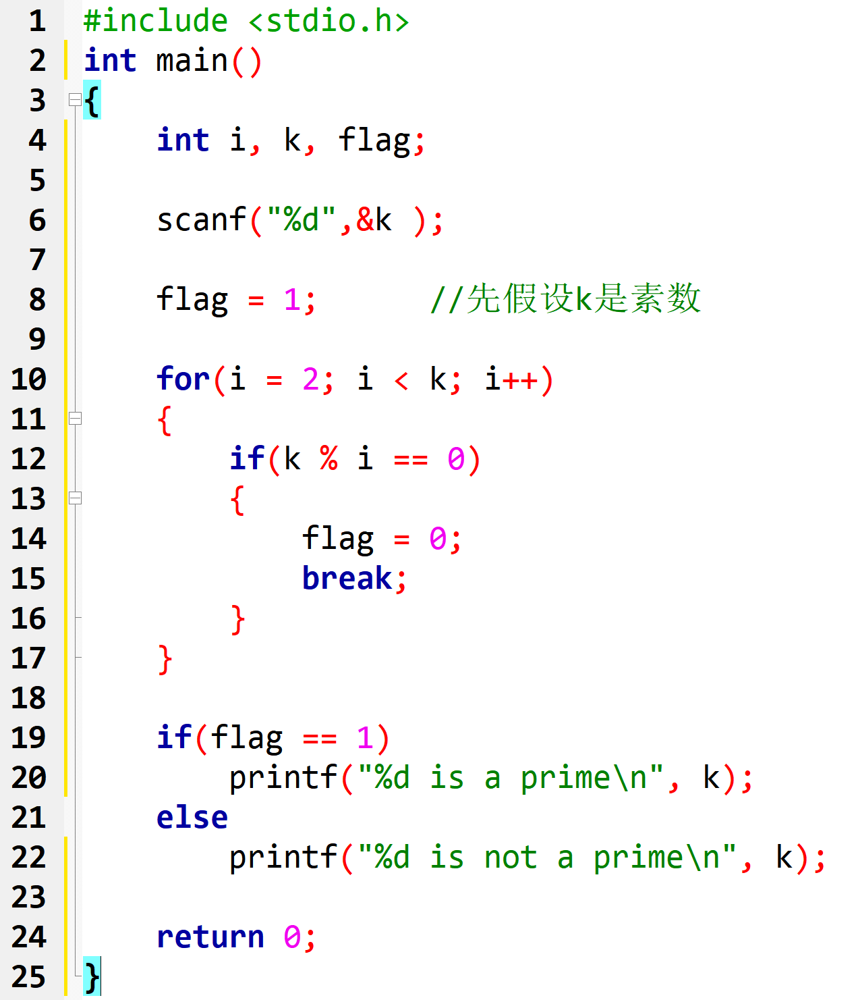 1 #include <stdio.h>
2 int main()
3 {
4     int i, k, flag;
5
6     scanf("%d",&k );
7
8     flag = 1;      //先假设k是素数
9
10     for(i = 2; i < k; i++)
11     {
12         if(k % i == 0)
13         {
14             flag = 0;
15             break;
16         }
17     }
18
19     if(flag == 1)
20         printf("%d is a prime\n", k);
21     else
22         printf("%d is not a prime\n", k);
23
24     return 0;
25 }